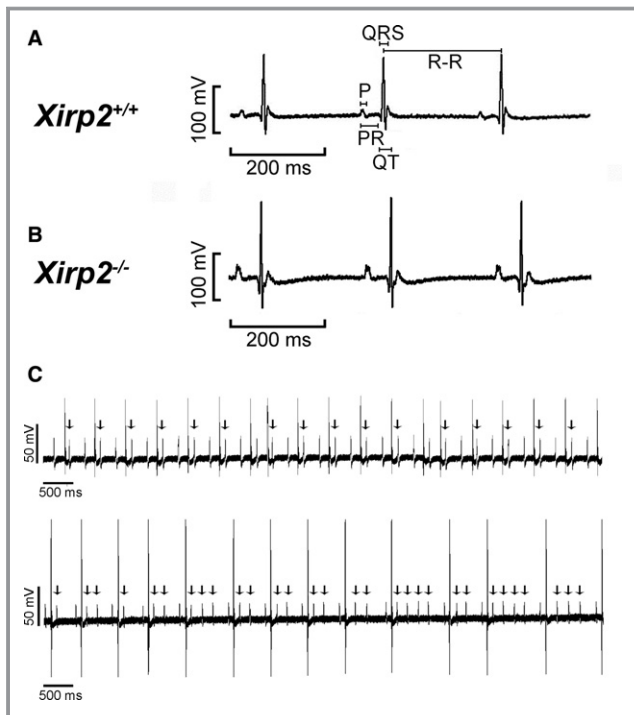 A
QRS
R-R
P
Xirp2+/+
100 mV
PR
QT
200 ms
B
Xirp2-/-
100 mV
200 ms
C
50 mV
500 ms
50 mV
500 ms